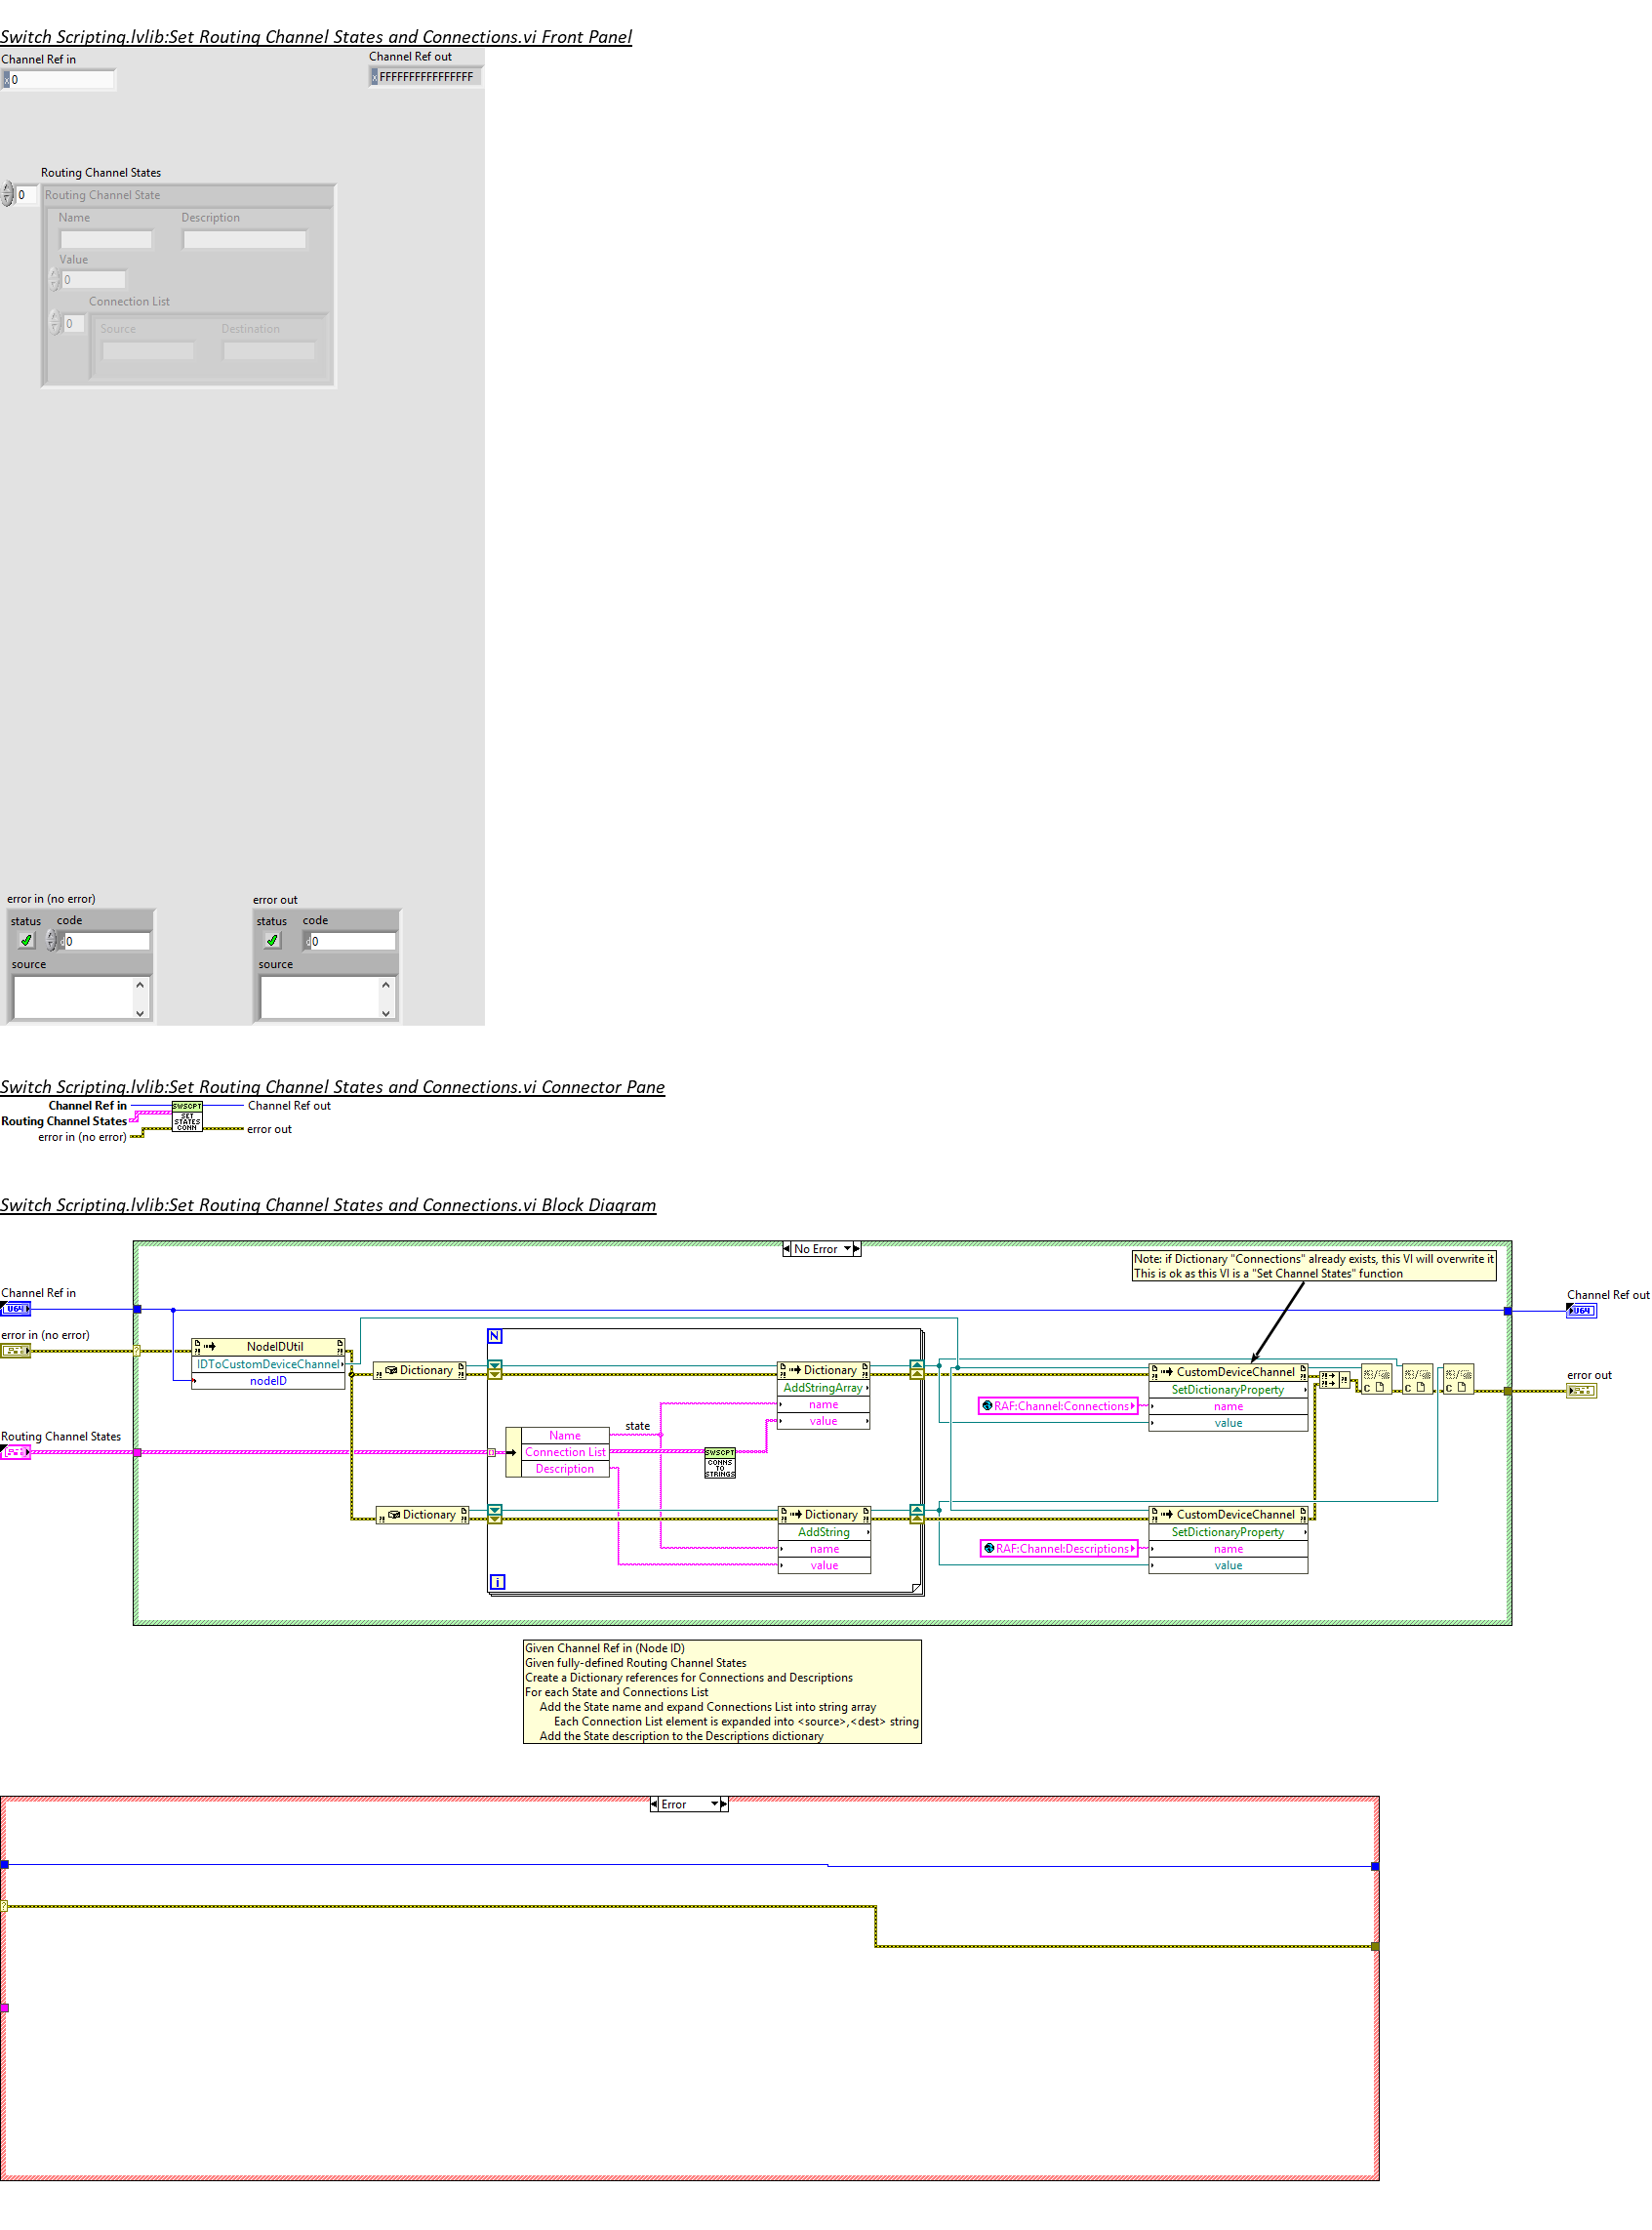 Switch Scripting.lvlib:Set Routing Channel States and Connections.vi Front Panel
Channel Ref in
Channel Ref out
x 0
x FFFFFFFFFFFFFFFF
Routing Channel States
0
Routing Channel State
Name
Description
Value
0
Connection List
0
Source
Destination
error in (no error)
error out
status
code
status
code
d0
d0
source
source
Switch Scripting.lvlib:Set Routing Channel States and Connections.vi Connector Pane
Channel Ref in
SWSCPT
Channel Ref out
SET
Routing Channel States
STATES
CONN
error out
error in (no error)
Switch Scripting.lvlib:Set Routing Channel States and Connections.vi Block Diagram
No Error
Note: if Dictionary "Connections" already exists, this VI will overwrite it
This is ok as this VI is a "Set Channel States" function
Channel Ref in
U64
Channel Ref out
U64
error in (no error)
N
NodeIDUtil
IDToCustomDeviceChannel
nodeID
Dictionary
Dictionary
AddStringArray
name
value
CustomDeviceChannel
SetDictionaryProperty
name
value
RAF:Channel:Connections
error out
Routing Channel States
state
Name
Connection List
Description
SWSCPT
CONNS
TO
STRINGS
Dictionary
Dictionary
AddString
name
value
CustomDeviceChannel
SetDictionaryProperty
name
value
RAF:Channel:Descriptions
i
Given Channel Ref in (Node ID)
Given fully-defined Routing Channel States
Create a Dictionary references for Connections and Descriptions
For each State and Connections List
Add the State name and expand Connections List into string array
Each Connection List element is expanded into <source>,<dest> string
Add the State description to the Descriptions dictionary
Error